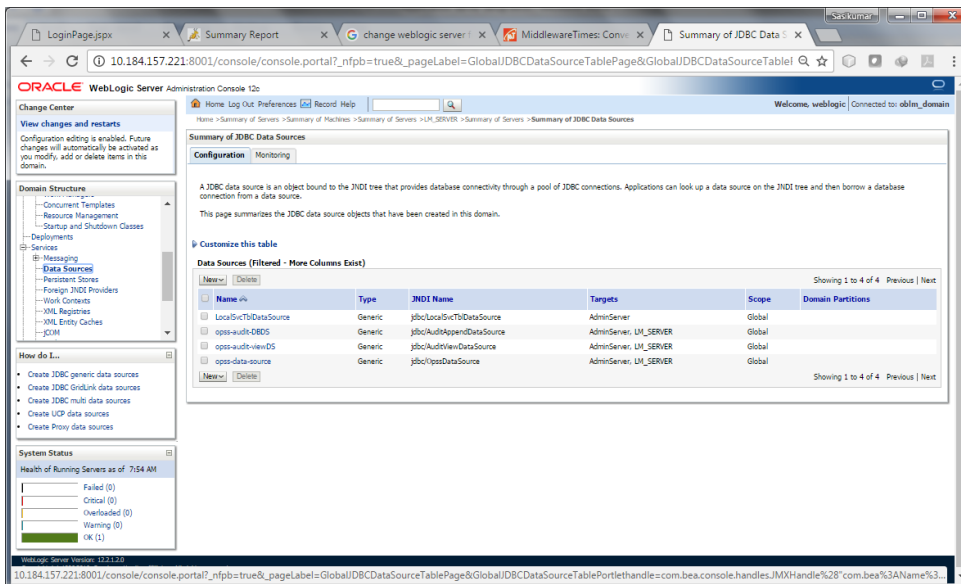 Sasikumar
LoginPage.jspx
Summary Report
change weblogic server
MiddlewareTimes: Conve
Summary of JDBC Data S
10.184.157.221:8001/console/console.portal?_nfpb=true&_pageLabel=GlobalJDBCDataSourceTablePage&GlobalJDBCDataSourceTablel
ORACLE WebLogic Server Administration Console 12c
Change Center
View changes and restarts
Configuration editing is enabled. Future
changes will automatically be activated as
you modify, add or delete items in this
domain.
Domain Structure
Concurrent Templates
Resource Management
Startup and Shutdown Classes
Deployments
Services
Messaging
Data Sources
Persistent Stores
Foreign JNDI Providers
Work Contexts
XML Registries
XML Entity Caches
jCOM
How do I...
Create JDBC generic data sources
Create JDBC GridLink data sources
Create JDBC multi data sources
Create UCP data sources
Create Proxy data sources
System Status
Health of Running Servers as of 7:54 AM
Failed (0)
Critical (0)
Overloaded (0)
Warning (0)
OK (1)
Home Log Out Preferences Record Help
Welcome, weblogic Connected to: oblm_domain
Home >Summary of Servers >Summary of Machines >Summary of Servers >LM_SERVER >Summary of Servers >Summary of JDBC Data Sources
Summary of JDBC Data Sources
Configuration Monitoring
A JDBC data source is an object bound to the JNDI tree that provides database connectivity through a pool of JDBC connections. Applications can look up a data source on the JNDI tree and then borrow a database
connection from a data source.
This page summarizes the JDBC data source objects that have been created in this domain.
Customize this table
Data Sources (Filtered - More Columns Exist)
New Delete Showing 1 to 4 of 4 Previous | Next
Name Type JNDI Name Targets Scope Domain Partitions
LocalSvcTblDataSource Generic jdbc/LocalSvcTblDataSource AdminServer Global
opss-audit-DBDS Generic jdbc/AuditAppendDataSource AdminServer, LM_SERVER Global
opss-audit-viewDS Generic jdbc/AuditViewDataSource AdminServer, LM_SERVER Global
opss-data-source Generic jdbc/OpssDataSource AdminServer, LM_SERVER Global
New Delete Showing 1 to 4 of 4 Previous | Next
WebLogic Server Version: 12.2.1.2.0
10.184.157.221:8001/console/console.portal?_nfpb=true&_pageLabel=GlobalJDBCDataSourceTablePage&GlobalJDBCDataSourceTablePortlethandle=com.bea.console.handles.JMXHandle%28"com.bea%3AName%3...